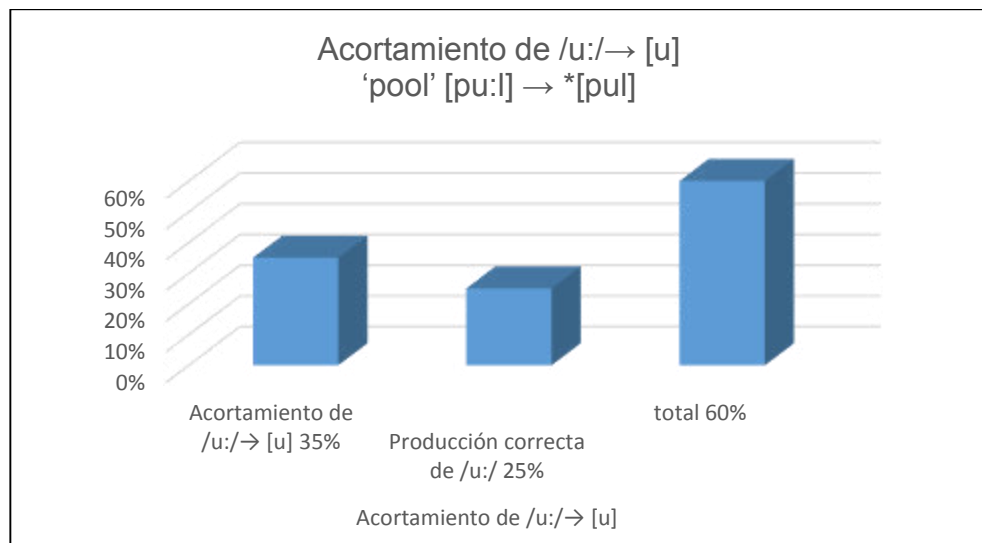 Acortamiento de /u:/→ [u]
‘pool’ [pu:l] → *[pul]
60%
50%
40%
30%
20%
10%
0%
Acortamiento de
/u:/→ [u] 35%
Producción correcta
de /u:/ 25%
total 60%
Acortamiento de /u:/→ [u]